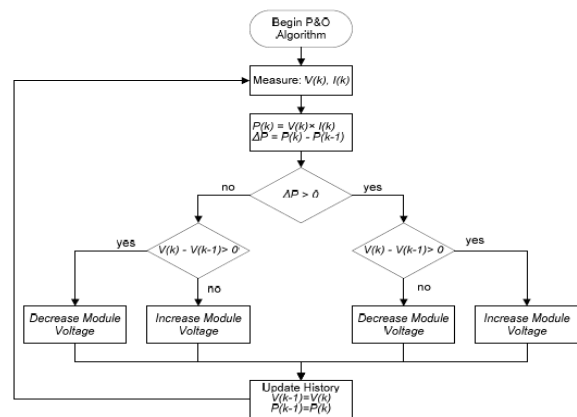 Begin P&O
Algorithm
Measure: V(k), I(k)
P(k) = V(k)× I(k)
ΔP = P(k) - P(k-1)
no
ΔP > 0
yes
yes
V(k) - V(k-1)> 0
V(k) - V(k-1)> 0
yes
no
no
Decrease Module
Voltage
Increase Module
Voltage
Decrease Module
Voltage
Increase Module
Voltage
Update History
V(k-1)=V(k)
P(k-1)=P(k)